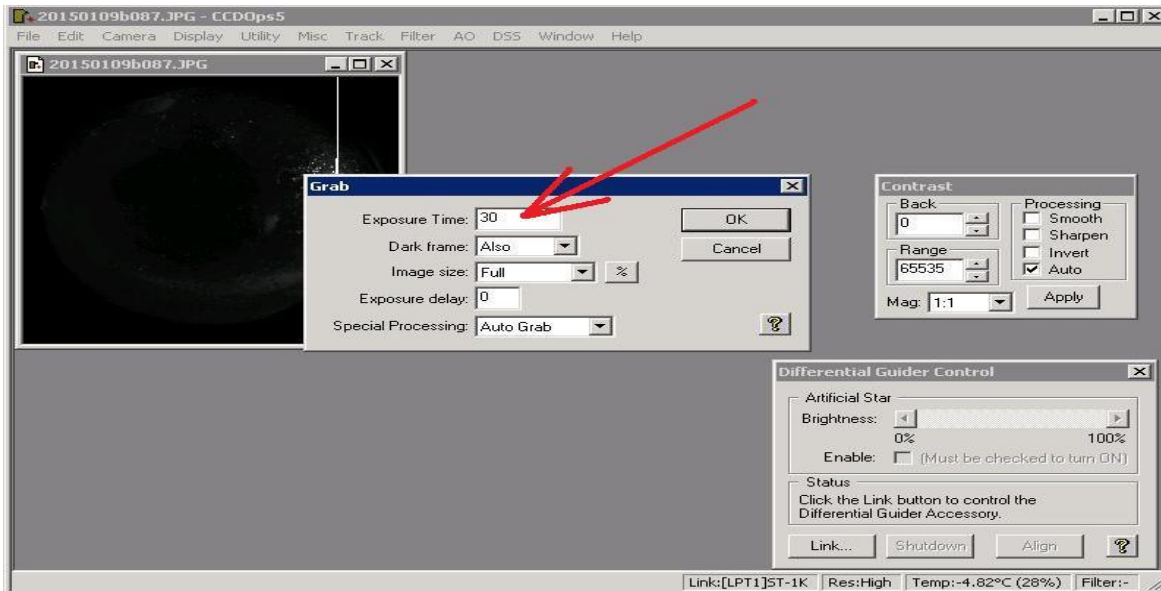 20150109b087.JPG - CCDOps5
File Edit Camera Display Utility Misc Track Filter AO DSS Window Help
20150109b087.JPG
Grab
Exposure Time: 30
Dark frame: Also
Image size: Full %
Exposure delay: 0
Special Processing: Auto Grab ?
OK
Cancel
Contrast
Back
0
Range
65535
Mag: 1:1
Processing
Smooth
Sharpen
Invert
Auto
Apply
Differential Guider Control
Artificial Star
Brightness:
0% 100%
Enable: (Must be checked to turn ON)
Status
Click the Link button to control the
Differential Guider Accessory.
Link... Shutdown Align ?
Link:[LPT1]ST-1K Res:High Temp:-4.82°C (28%) Filter:-